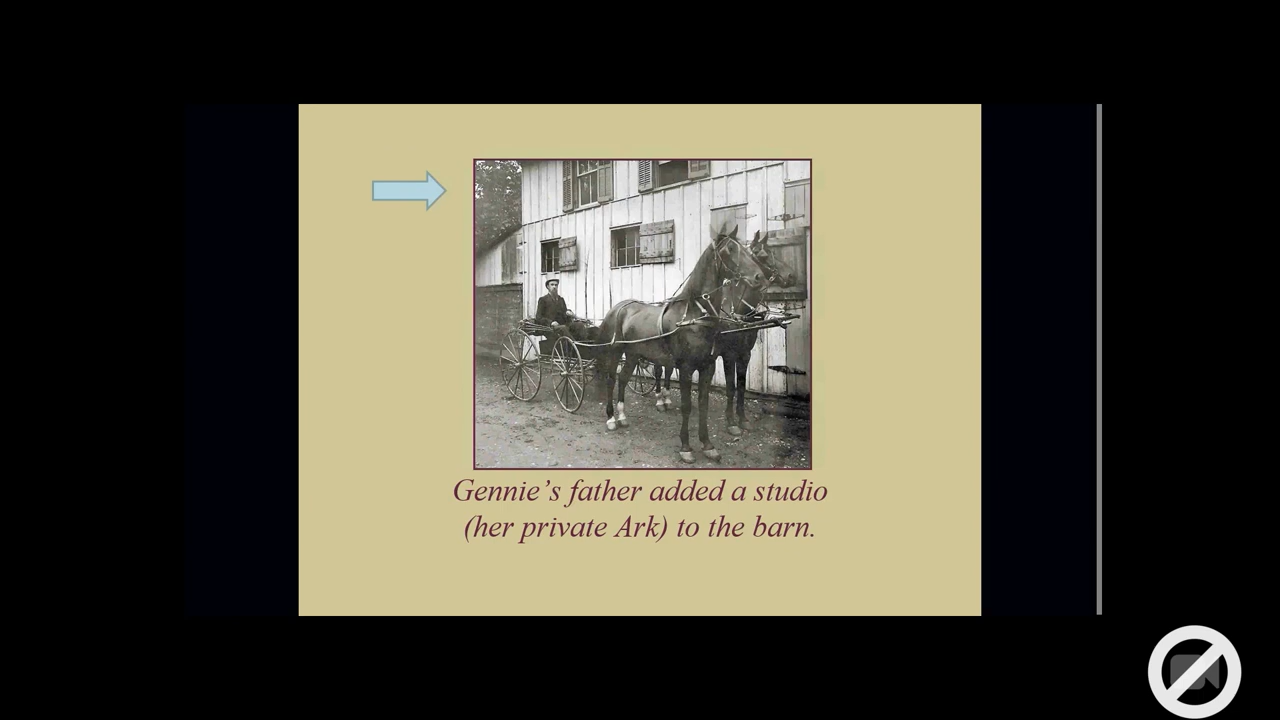 Gennie’s father added a studio
(her private Ark) to the barn.